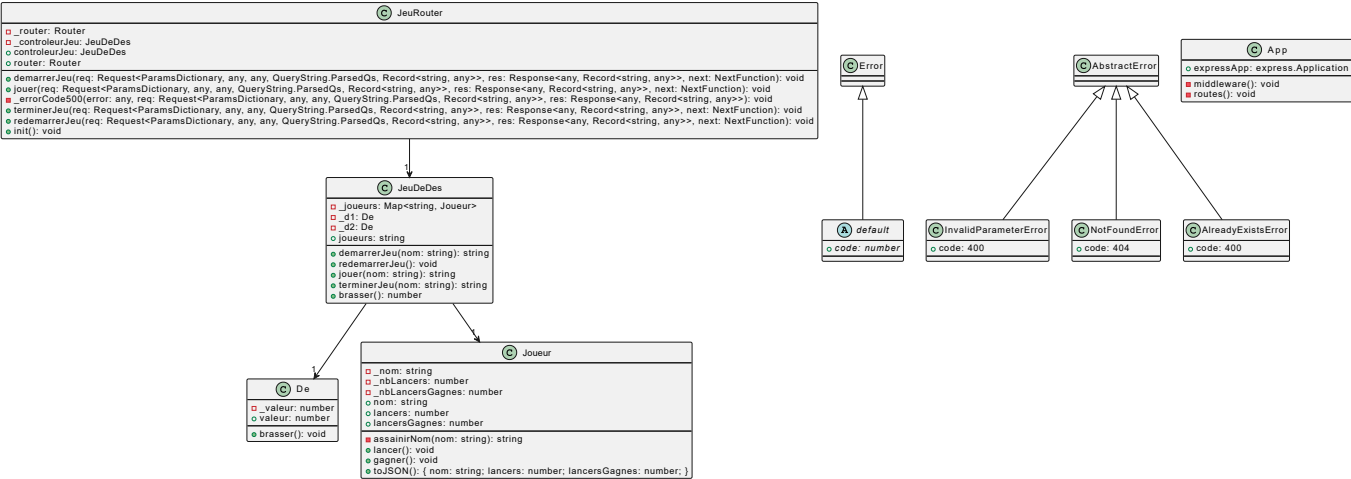 C JeuRouter
_router: Router
_controleurJeu: JeuDeDes
controleurJeu: JeuDeDes
router: Router
demarrerJeu(req: Request<ParamsDictionary, any, any, QueryString.ParsedQs, Record<string, any>>, res: Response<any, Record<string, any>>, next: NextFunction): void
jouer(req: Request<ParamsDictionary, any, any, QueryString.ParsedQs, Record<string, any>>, res: Response<any, Record<string, any>>, next: NextFunction): void
_errorCode500(error: any, req: Request<ParamsDictionary, any, any, QueryString.ParsedQs, Record<string, any>>, res: Response<any, Record<string, any>>): void
terminerJeu(req: Request<ParamsDictionary, any, any, QueryString.ParsedQs, Record<string, any>>, res: Response<any, Record<string, any>>, next: NextFunction): void
redemarrerJeu(req: Request<ParamsDictionary, any, any, QueryString.ParsedQs, Record<string, any>>, res: Response<any, Record<string, any>>, next: NextFunction): void
init(): void
C Error
C AbstractError
C App
expressApp: express.Application
middleware(): void
routes(): void
1
C JeuDeDes
_joueurs: Map<string, Joueur>
_d1: De
_d2: De
joueurs: string
demarrerJeu(nom: string): string
redemarrerJeu(): void
jouer(nom: string): string
terminerJeu(nom: string): string
brasser(): number
A default
code: number
C InvalidParameterError
code: 400
C NotFoundError
code: 404
C AlreadyExistsError
code: 400
1
1
C De
_valeur: number
valeur: number
brasser(): void
C Joueur
_nom: string
_nbLancers: number
_nbLancersGagnes: number
nom: string
lancers: number
lancersGagnes: number
assainirNom(nom: string): string
lancer(): void
gagner(): void
toJSON(): { nom: string; lancers: number; lancersGagnes: number; }